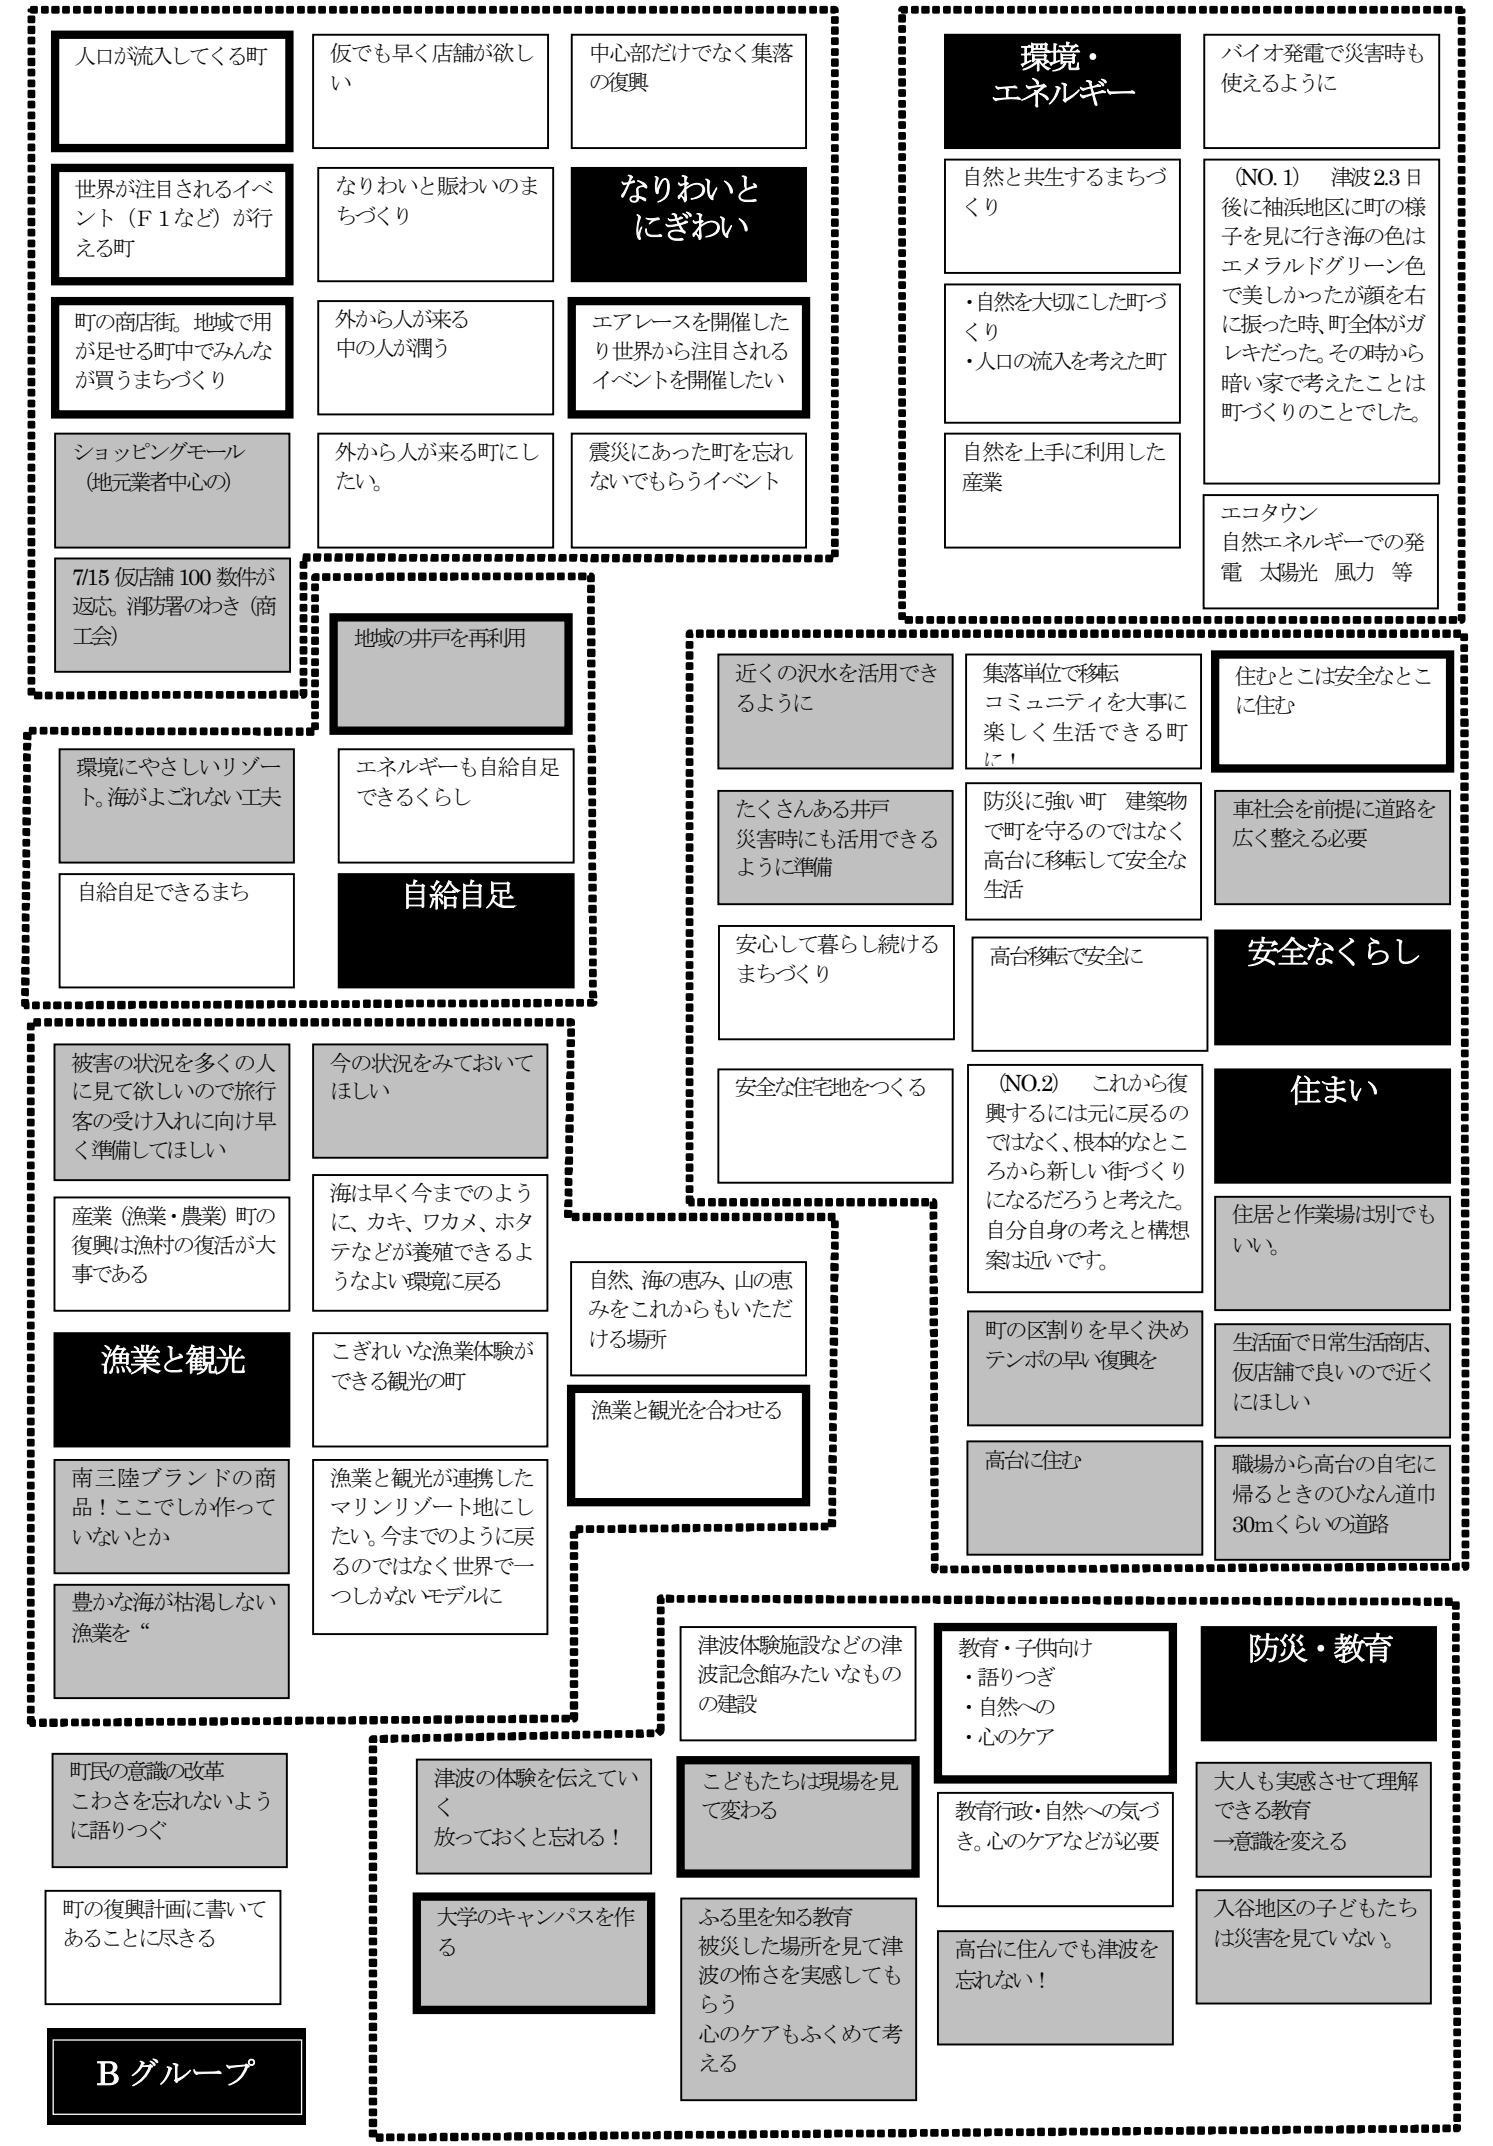 人口が流入してくる町
仮でも早く店舗が欲し
い
中心部だけでなく集落
の復興
世界が注目されるイベ
ント（F１など）が行
える町
なりわいと賑わいのま
ちづくり
なりわいと
にぎわい
町の商店街。地域で用
が足せる町中でみんな
が買うまちづくり
外から人が来る
中の人が潤う
エアレースを開催した
り世界から注目される
イベントを開催したい
ショッピングモール
（地元業者中心の）
外から人が来る町にし
たい。
震災にあった町を忘れ
ないでもらうイベント
7/15 仮店舗 100 数件が
返応。消防署のわき（商
工会）
環境・
エネルギー
バイオ発電で災害時も
使えるように
自然と共生するまちづ
くり
（NO. 1）　津波 2.3 日
後に袖浜地区に町の様
子を見に行き海の色は
エメラルドグリーン色
で美しかったが顔を右
に振った時、町全体がガ
レキだった。その時から
暗い家で考えたことは
町づくりのことでした。
・自然を大切にした町づ
くり
・人口の流入を考えた町
自然を上手に利用した
産業
エコタウン
自然エネルギーでの発
電　太陽光　風力　等
地域の井戸を再利用
環境にやさしいリゾー
ト。海がよごれない工夫
エネルギーも自給自足
できるくらし
自給自足できるまち
自給自足
近くの沢水を活用でき
るように
集落単位で移転
コミュニティを大事に
楽しく生活できる町
に！
住むとこは安全なとこ
に住む
たくさんある井戸
災害時にも活用できる
ように準備
防災に強い町　建築物
で町を守るのではなく
高台に移転して安全な
生活
車社会を前提に道路を
広く整える必要
安心して暮らし続ける
まちづくり
高台移転で安全に
安全なくらし
安全な住宅地をつくる
（NO.2）　これから復
興するには元に戻るの
ではなく、根本的なとこ
ろから新しい街づくり
になるだろうと考えた。
自分自身の考えと構想
案は近いです。
住まい
住居と作業場は別でも
いい。
町の区割りを早く決め
テンポの早い復興を
生活面で日常生活商店、
仮店舗で良いので近く
にほしい
高台に住む
職場から高台の自宅に
帰るときのひなん道巾
30mくらいの道路
被害の状況を多くの人
に見て欲しいので旅行
客の受け入れに向け早
く準備してほしい
今の状況をみておいて
ほしい
産業（漁業・農業）町の
復興は漁村の復活が大
事である
海は早く今までのよう
に、カキ、ワカメ、ホタ
テなどが養殖できるよ
うなよい環境に戻る
自然、海の恵み、山の恵
みをこれからもいただ
ける場所
漁業と観光
こぎれいな漁業体験が
できる観光の町
漁業と観光を合わせる
南三陸ブランドの商
品！ここでしか作って
いないとか
漁業と観光が連携した
マリンリゾート地にし
たい。今までのように戻
るのではなく世界で一
つしかないモデルに
豊かな海が枯渇しない
漁業を“
津波体験施設などの津
波記念館みたいなもの
の建設
教育・子供向け
・語りつぎ
・自然への
・心のケア
防災・教育
津波の体験を伝えてい
く
放っておくと忘れる！
こどもたちは現場を見
て変わる
教育行政・自然への気づ
き。心のケアなどが必要
大人も実感させて理解
できる教育
→意識を変える
大学のキャンパスを作
る
ふる里を知る教育
被災した場所を見て津
波の怖さを実感しても
らう
心のケアもふくめて考
える
高台に住んでも津波を
忘れない！
入谷地区の子どもたち
は災害を見ていない。
町民の意識の改革
こわさを忘れないよう
に語りつぐ
町の復興計画に書いて
あることに尽きる
B グループ